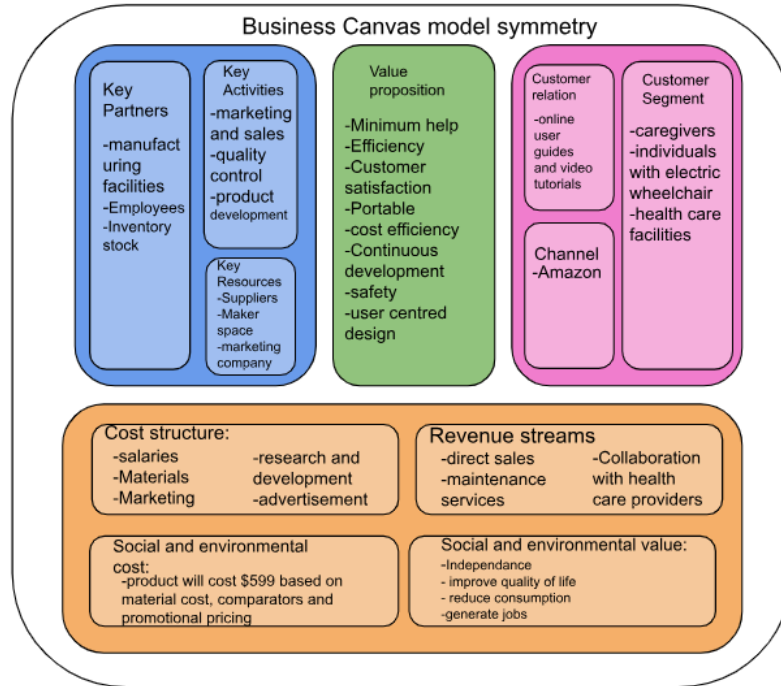 Business Canvas model symmetry
Key
Partners
-manufact
uring
facilities
-Employees
-Inventory
stock
Key
Activities
-marketing
and sales
-quality
control
-product
development
Key
Resources
-Suppliers
-Maker
space
-marketing
company
Value
proposition
-Minimum help
-Efficiency
-Customer
satisfaction
-Portable
-cost efficiency
-Continuous
development
-safety
-user centred
design
Customer
relation
-online
user
guides
and video
tutorials
Channel
-Amazon
Customer
Segment
-caregivers
-individuals
with electric
wheelchair
-health care
facilities
Cost structure:
-salaries
-Materials
-Marketing
-research and
development
-advertisement
Revenue streams
-direct sales
-maintenance
services
-Collaboration
with health
care providers
Social and environmental
cost:
-product will cost $599 based on
material cost, comparators and
promotional pricing
Social and environmental value:
-Independance
- improve quality of life
- reduce consumption
-generate jobs